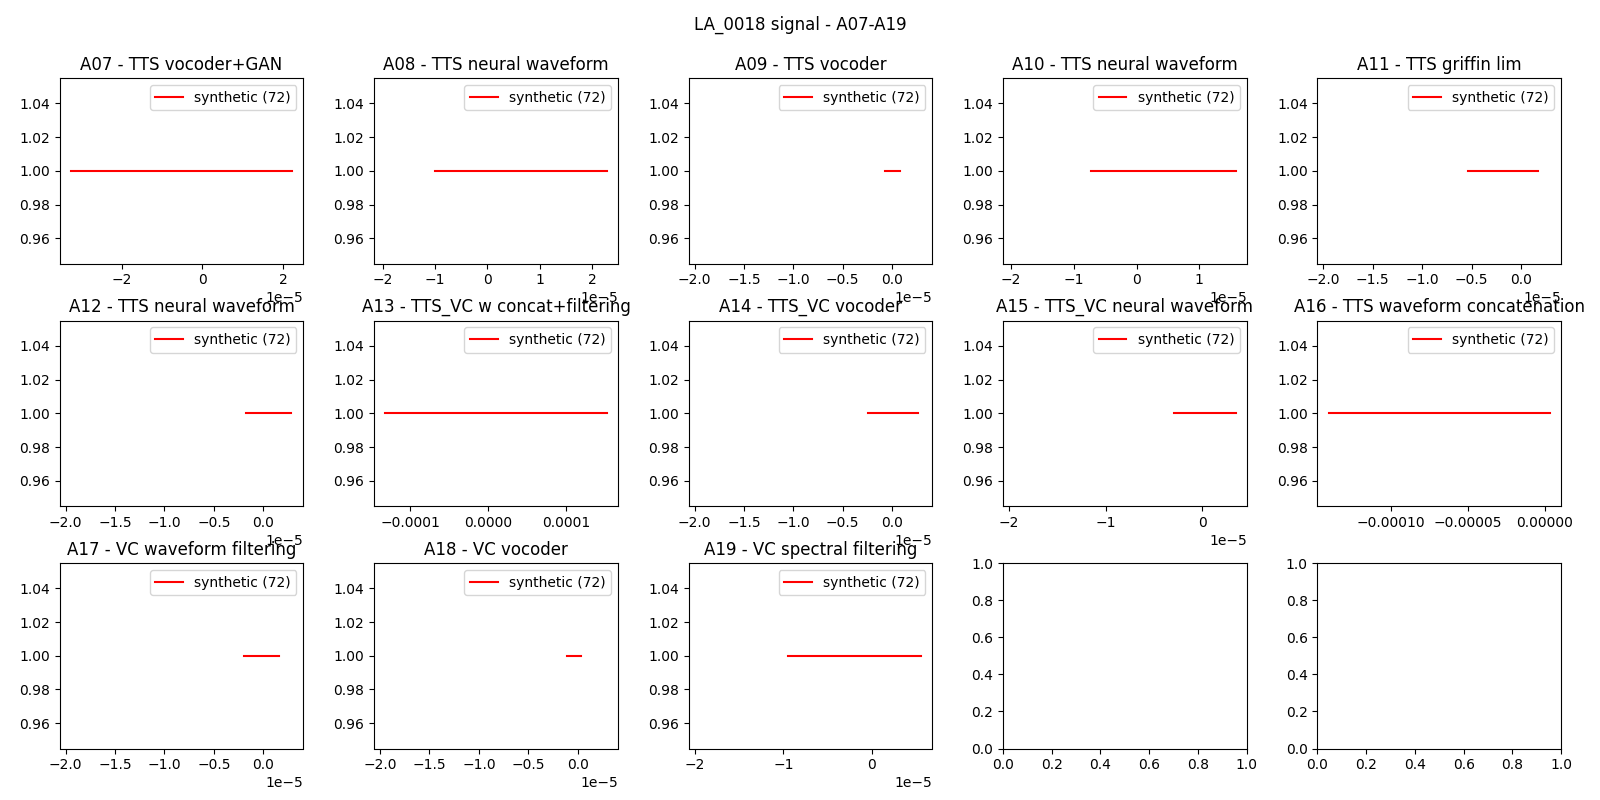 LA_0018 signal - A07-A19
A07 - TTS vocoder+GAN
A08 - TTS neural waveform
A09 - TTS vocoder
A10 - TTS neural waveform
A11 - TTS griffin lim
synthetic (72)
synthetic (72)
synthetic (72)
synthetic (72)
synthetic (72)
1.04 1.04 1.04 1.04 1.04
1.02 1.02 1.02 1.02 1.02
1.00 1.00 1.00 1.00 1.00
0.98 0.98 0.98 0.98 0.98
0.96 0.96 0.96 0.96 0.96
−2 0 2
−2 −1 0 1 2
−2.0 −1.5 −1.0 −0.5 0.0
−2 −1 0 1
−2.0 −1.5 −1.0 −0.5 0.0
1e−5 1e−5 1e−5 1e−5 1e−5
A12 - TTS neural waveform
A13 - TTS_VC w concat+filtering
A14 - TTS_VC vocoder
A15 - TTS_VC neural waveform
A16 - TTS waveform concatenation
synthetic (72)
synthetic (72)
synthetic (72)
synthetic (72)
synthetic (72)
1.04 1.04 1.04 1.04 1.04
1.02 1.02 1.02 1.02 1.02
1.00 1.00 1.00 1.00 1.00
0.98 0.98 0.98 0.98 0.98
0.96 0.96 0.96 0.96 0.96
−2.0 −1.5 −1.0 −0.5 0.0
−0.0001 0.0000 0.0001
−2.0 −1.5 −1.0 −0.5 0.0
−2 −1 0
−0.00010 −0.00005 0.00000
1e−5 1e−5 1e−5
A17 - VC waveform filtering
A18 - VC vocoder
A19 - VC spectral filtering
synthetic (72)
synthetic (72)
synthetic (72)
1.04 1.04 1.04 1.0 1.0
1.02 1.02 1.02 0.8 0.8
1.00 1.00 1.00 0.6 0.6
0.98 0.98 0.98 0.4 0.4
0.96 0.96 0.96 0.2 0.2
0.0 0.0
−2.0 −1.5 −1.0 −0.5 0.0
−2.0 −1.5 −1.0 −0.5 0.0
−2 −1 0
0.0 0.2 0.4 0.6 0.8 1.0
0.0 0.2 0.4 0.6 0.8 1.0
1e−5 1e−5 1e−5